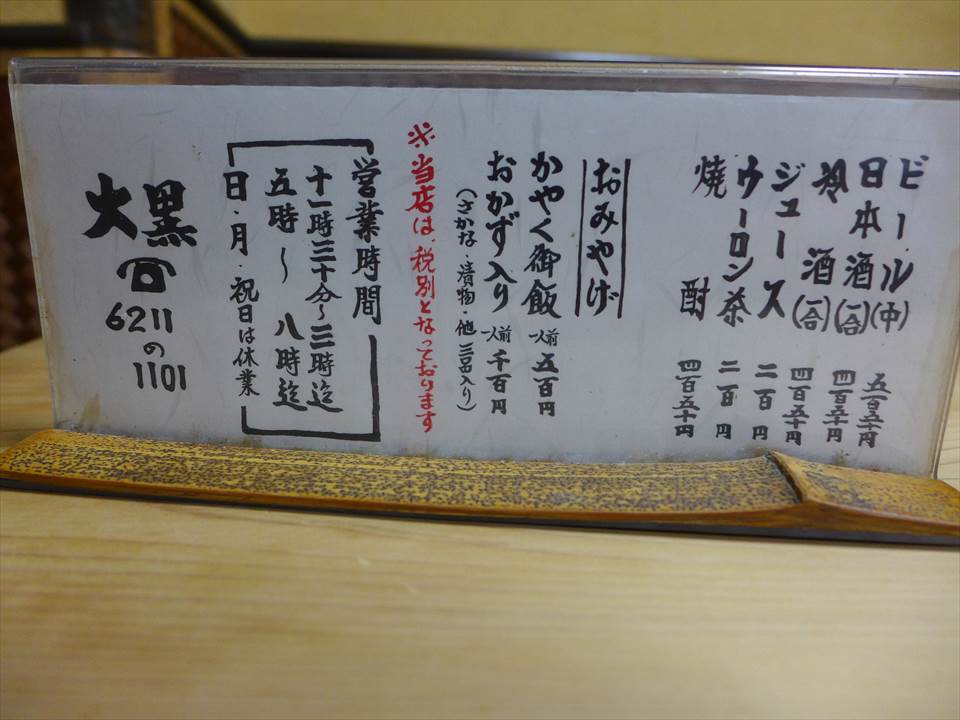 ビール(中) 五百五十円
日本酒(一合) 四百五十円
冷酒(一合) 四百五十円
ジュース 二百円
ウーロン茶 二百円
焼酎 四百五十円
おみやげ
かやく御飯 一人前 五百円
おかず入り 一人前 千百円
(さかな・漬物・他三品入り)
※当店は、税別となっております
営業時間
十一時三十分〜三時迄
五時〜八時迄
日・月・祝日は休業
大黒
☎
6211
の
1101